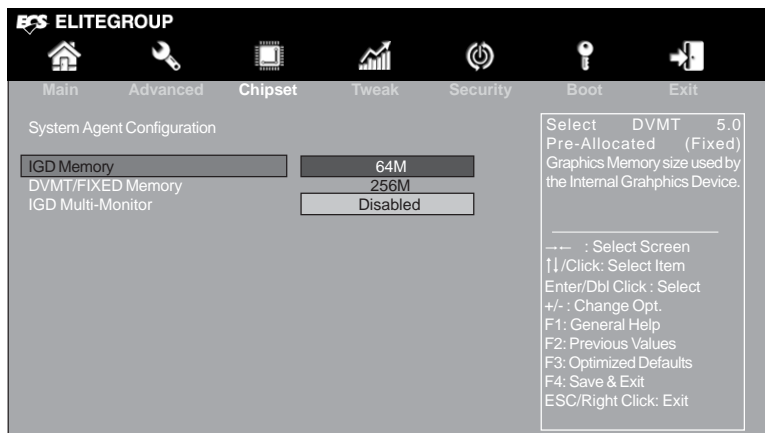 ECS ELITEGROUP
Main Advanced Chipset Tweak Security Boot Exit
System Agent Configuration
IGD Memory 64M
DVMT/FIXED Memory 256M
IGD Multi-Monitor Disabled
Select DVMT 5.0
Pre-Allocated (Fixed)
Graphics Memory size used by
the Internal Grahphics Device.
→← : Select Screen
↑↓/Click: Select Item
Enter/Dbl Click : Select
+/- : Change Opt.
F1: General Help
F2: Previous Values
F3: Optimized Defaults
F4: Save & Exit
ESC/Right Click: Exit